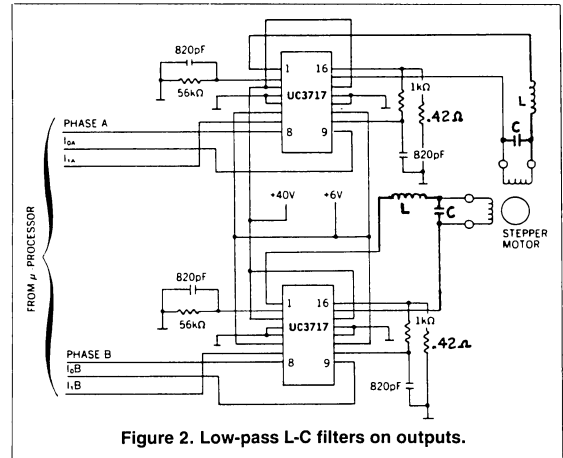 820pF
56kΩ
1 16
UC3717
8 9
1kΩ
.42Ω
820pF
L
C
PHASE A
I₀A
I₁A
FROM μ PROCESSOR
+40V +6V
L
C
STEPPER
MOTOR
820pF
56kΩ
1 16
UC3717
8 9
1kΩ
.42Ω
820pF
PHASE B
I₀B
I₁B
Figure 2. Low-pass L-C filters on outputs.